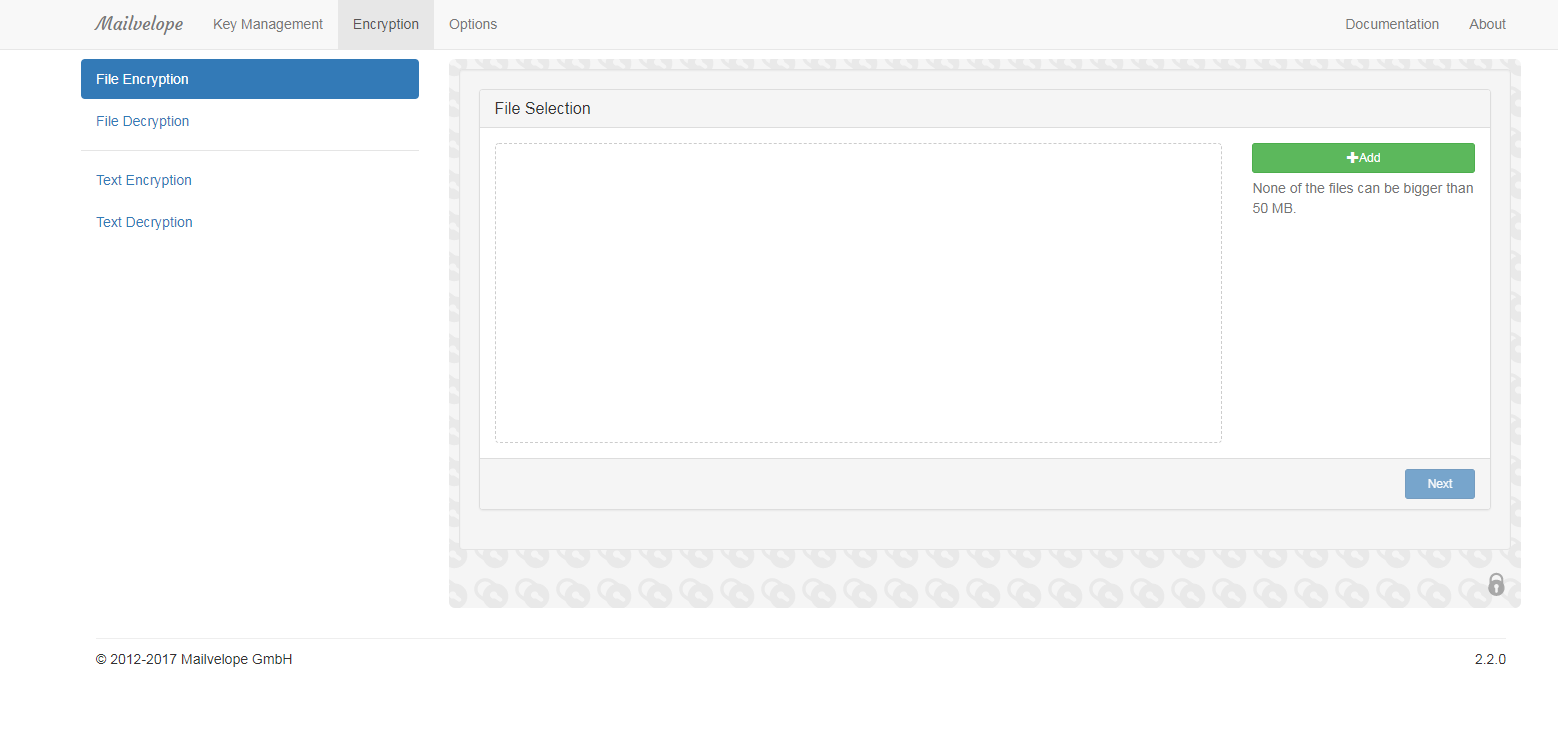 Mailvelope Key Management Encryption Options Documentation About
File Encryption
File Decryption
Text Encryption
Text Decryption
File Selection
Add
None of the files can be bigger than
50 MB.
Next
© 2012-2017 Mailvelope GmbH 2.2.0